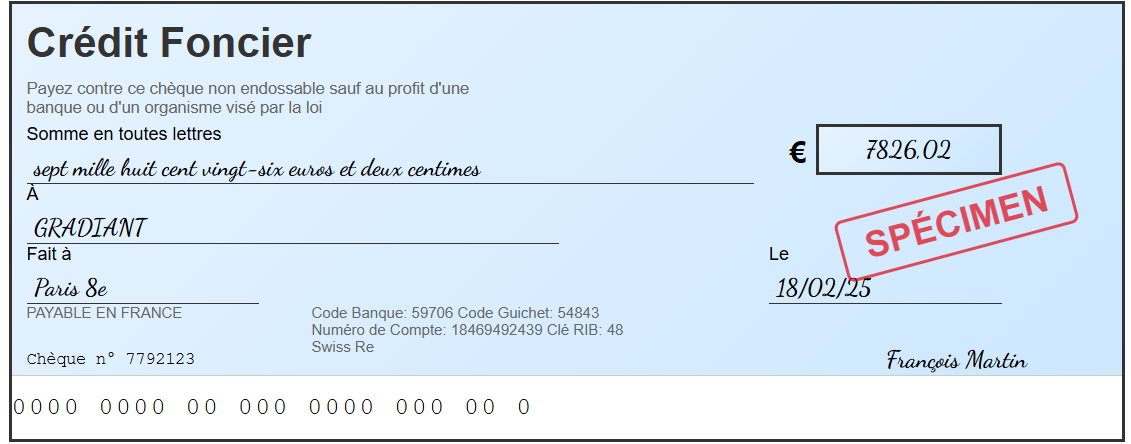 Crédit Foncier
Payez contre ce chèque non endossable sauf au profit d'une
banque ou d'un organisme visé par la loi
Somme en toutes lettres
sept mille huit cent vingt-six euros et deux centimes
€ 7826,02
À
GRADIANT
SPÉCIMEN
Fait à
Le
Paris 8e
18/02/25
PAYABLE EN FRANCE
Code Banque: 59706 Code Guichet: 54843
Numéro de Compte: 18469492439 Clé RIB: 48
Swiss Re
Chèque n° 7792123
François Martin
0000 0000 00 000 0000 000 00 0